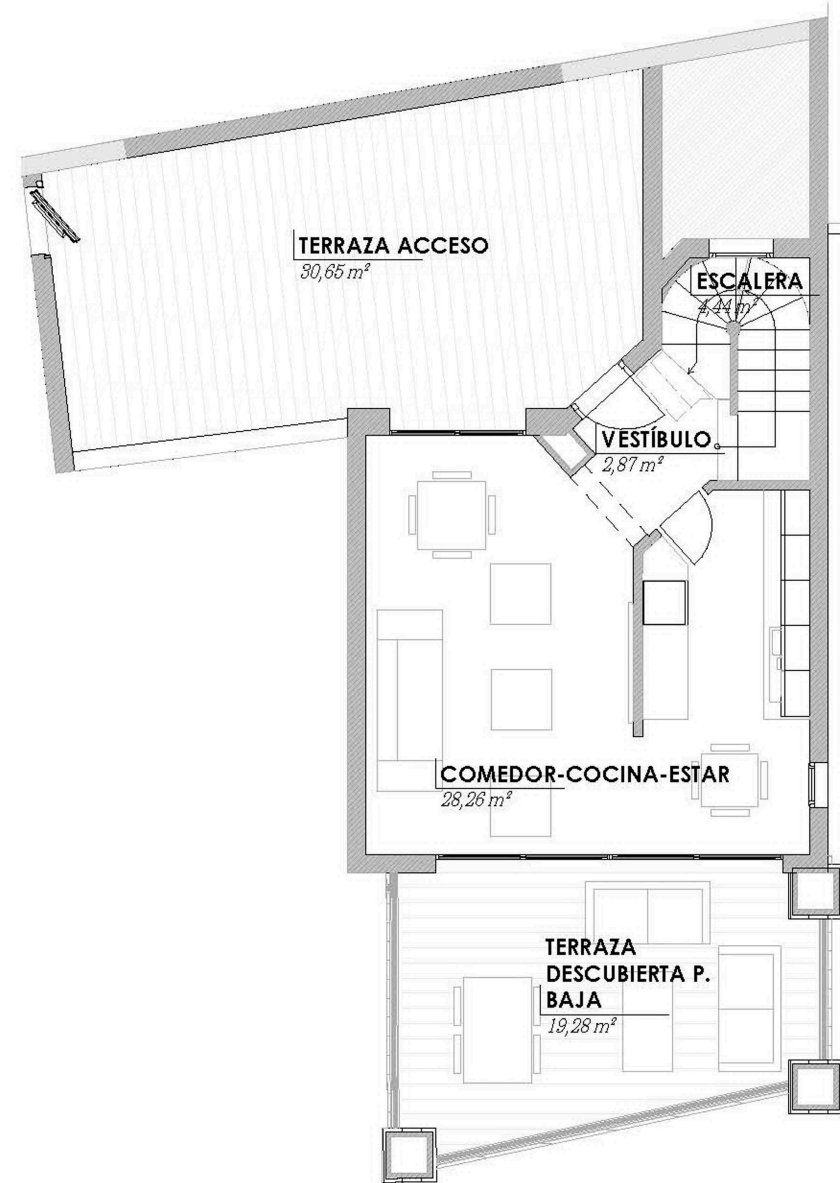 TERRAZA ACCESO
30,65 m²
ESCALERA
4,44 m²
VESTÍBULO
2,87 m²
COMEDOR-COCINA-ESTAR
28,26 m²
TERRAZA
DESCUBIERTA P.
BAJA
19,28 m²